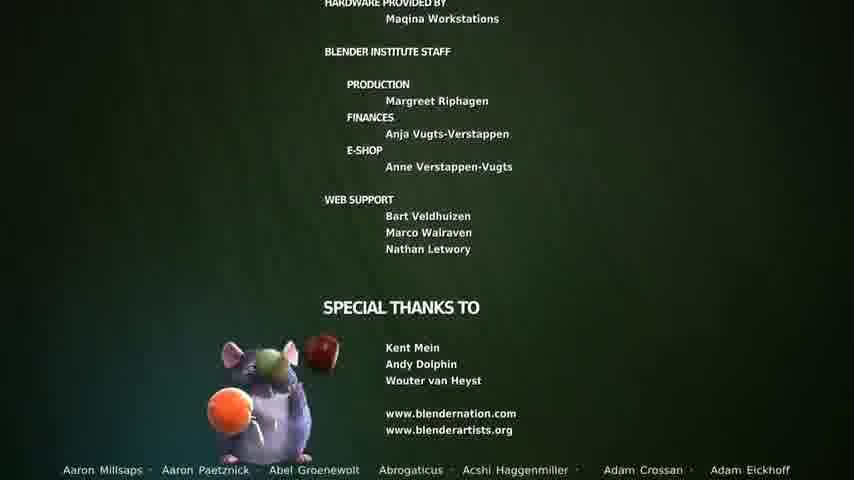 HARDWARE PROVIDED BY
Maqina Workstations
BLENDER INSTITUTE STAFF
PRODUCTION
Margreet Riphagen
FINANCES
Anja Vugts-Verstappen
E-SHOP
Anne Verstappen-Vugts
WEB SUPPORT
Bart Veldhuizen
Marco Walraven
Nathan Letwory
SPECIAL THANKS TO
Kent Mein
Andy Dolphin
Wouter van Heyst
www.blendernation.com
www.blenderartists.org
Aaron Millsaps · Aaron Paetznick · Abel Groenewolt Abrogaticus · Acshi Haggenmiller · Adam Crossan · Adam Eickhoff